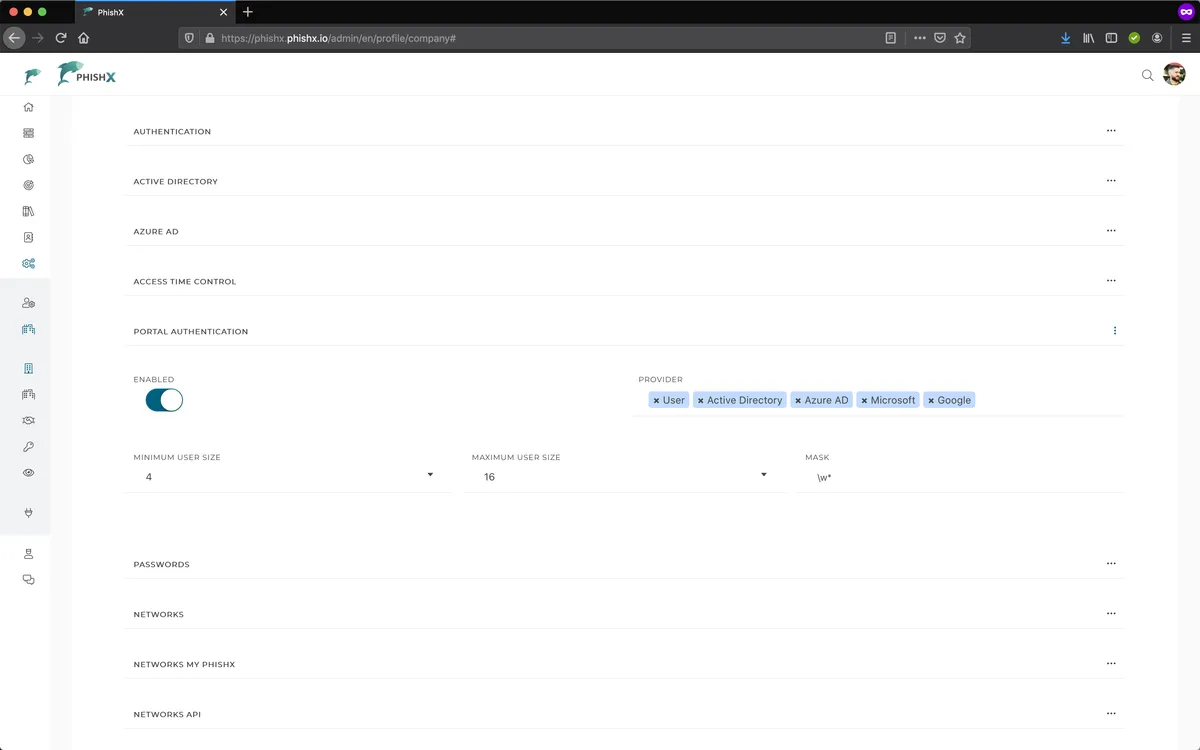 PhishX
https://phishx.phishx.io/admin/en/profile/company#
PHISHX
AUTHENTICATION
ACTIVE DIRECTORY
AZURE AD
ACCESS TIME CONTROL
PORTAL AUTHENTICATION
ENABLED
PROVIDER
× User × Active Directory × Azure AD × Microsoft × Google
MINIMUM USER SIZE MAXIMUM USER SIZE MASK
4 16 \w*
PASSWORDS
NETWORKS
NETWORKS MY PHISHX
NETWORKS API